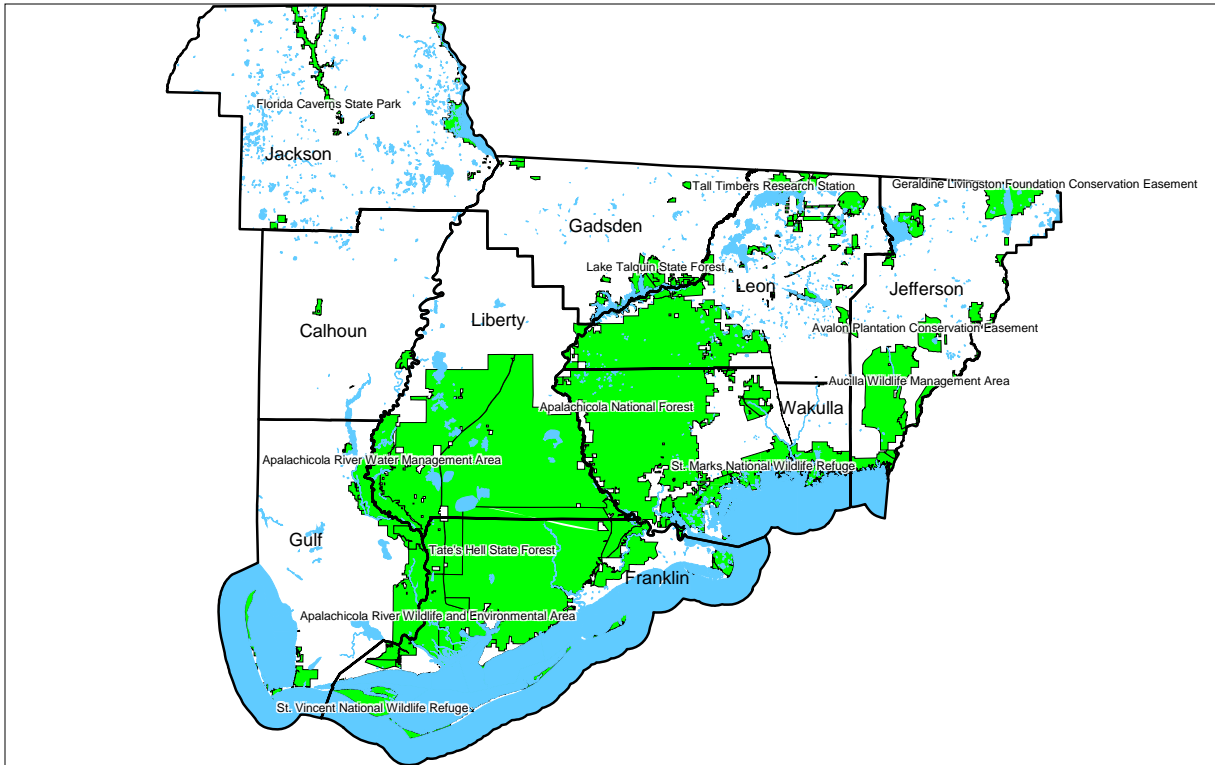 Florida Caverns State Park
Jackson
Tall Timbers Research Station
Geraldine Livingston Foundation Conservation Easement
Gadsden
Lake Talquin State Forest
Leon
Jefferson
Liberty
Calhoun
Avalon Plantation Conservation Easement
Aucilla Wildlife Management Area
Apalachicola National Forest
Wakulla
Apalachicola River Water Management Area
St. Marks National Wildlife Refuge
Gulf
Tate's Hell State Forest
Franklin
Apalachicola River Wildlife and Environmental Area
St. Vincent National Wildlife Refuge